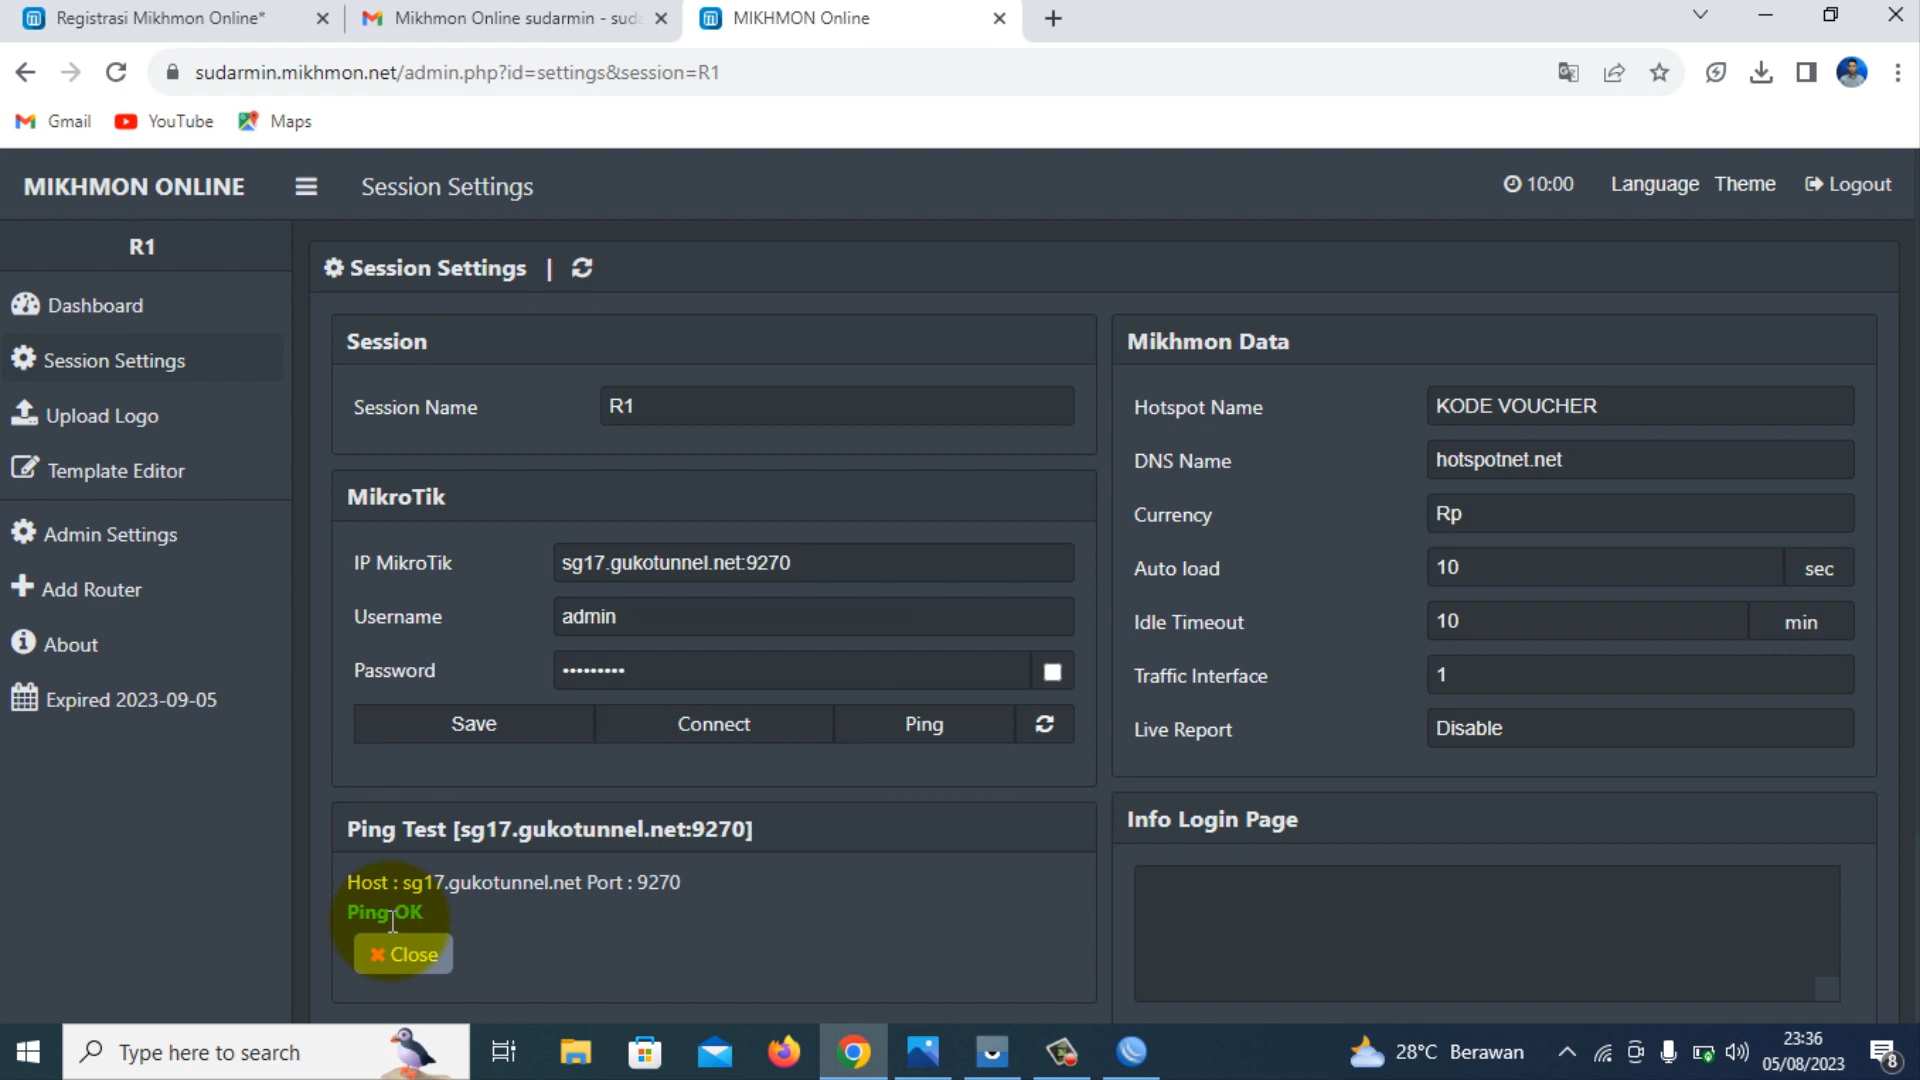 Registrasi Mikhmon Online*
Mikhmon Online sudarmin - sud
MIKHMON Online
sudarmin.mikhmon.net/admin.php?id=settings&session=R1
Gmail
YouTube
Maps
MIKHMON ONLINE
Session Settings
10:00
Language
Theme
Logout
R1
Dashboard
Session Settings
Upload Logo
Template Editor
Admin Settings
Add Router
About
Expired 2023-09-05
Session Settings |
Session
Session Name
R1
MikroTik
IP MikroTik
sg17.gukotunnel.net:9270
Username
admin
Password
•••••••••
Save
Connect
Ping
Ping Test [sg17.gukotunnel.net:9270]
Host : sg17.gukotunnel.net Port : 9270
Ping OK
Close
Mikhmon Data
Hotspot Name
KODE VOUCHER
DNS Name
hotspotnet.net
Currency
Rp
Auto load
10
sec
Idle Timeout
10
min
Traffic Interface
1
Live Report
Disable
Info Login Page
Type here to search
28°C Berawan
23:36
05/08/2023
8